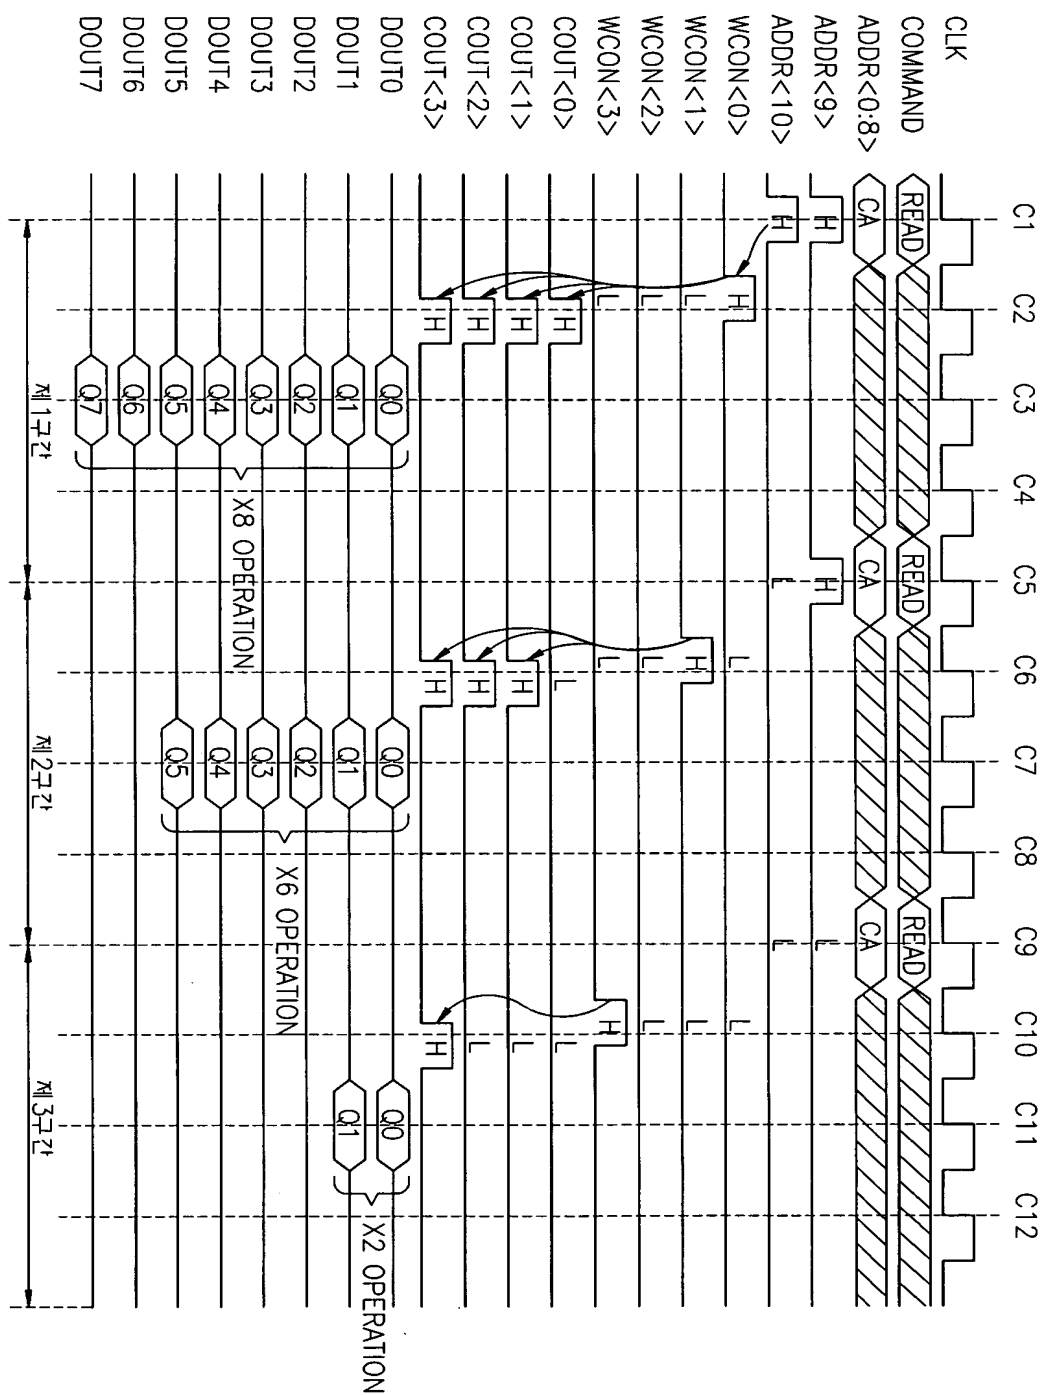 C1 C2 C3 C4 C5 C6 C7 C8 C9 C10 C11 C12
CLK
COMMAND READ READ READ
ADDR<0:8> CA CA CA
ADDR<9> H H L
ADDR<10> H L L
WCON<0> H L L
WCON<1> L H L
WCON<2> L L L
WCON<3> L L H
COUT<0> H L L
COUT<1> H H L
COUT<2> H H L
COUT<3> H H H
DOUT0 Q0 Q0 Q0
DOUT1 Q1 Q1 Q1
DOUT2 Q2 Q2
DOUT3 Q3 Q3
DOUT4 Q4 Q4
DOUT5 Q5 Q5
DOUT6 Q6
DOUT7 Q7
X8 OPERATION X6 OPERATION X2 OPERATION
제1구간 제2구간 제3구간